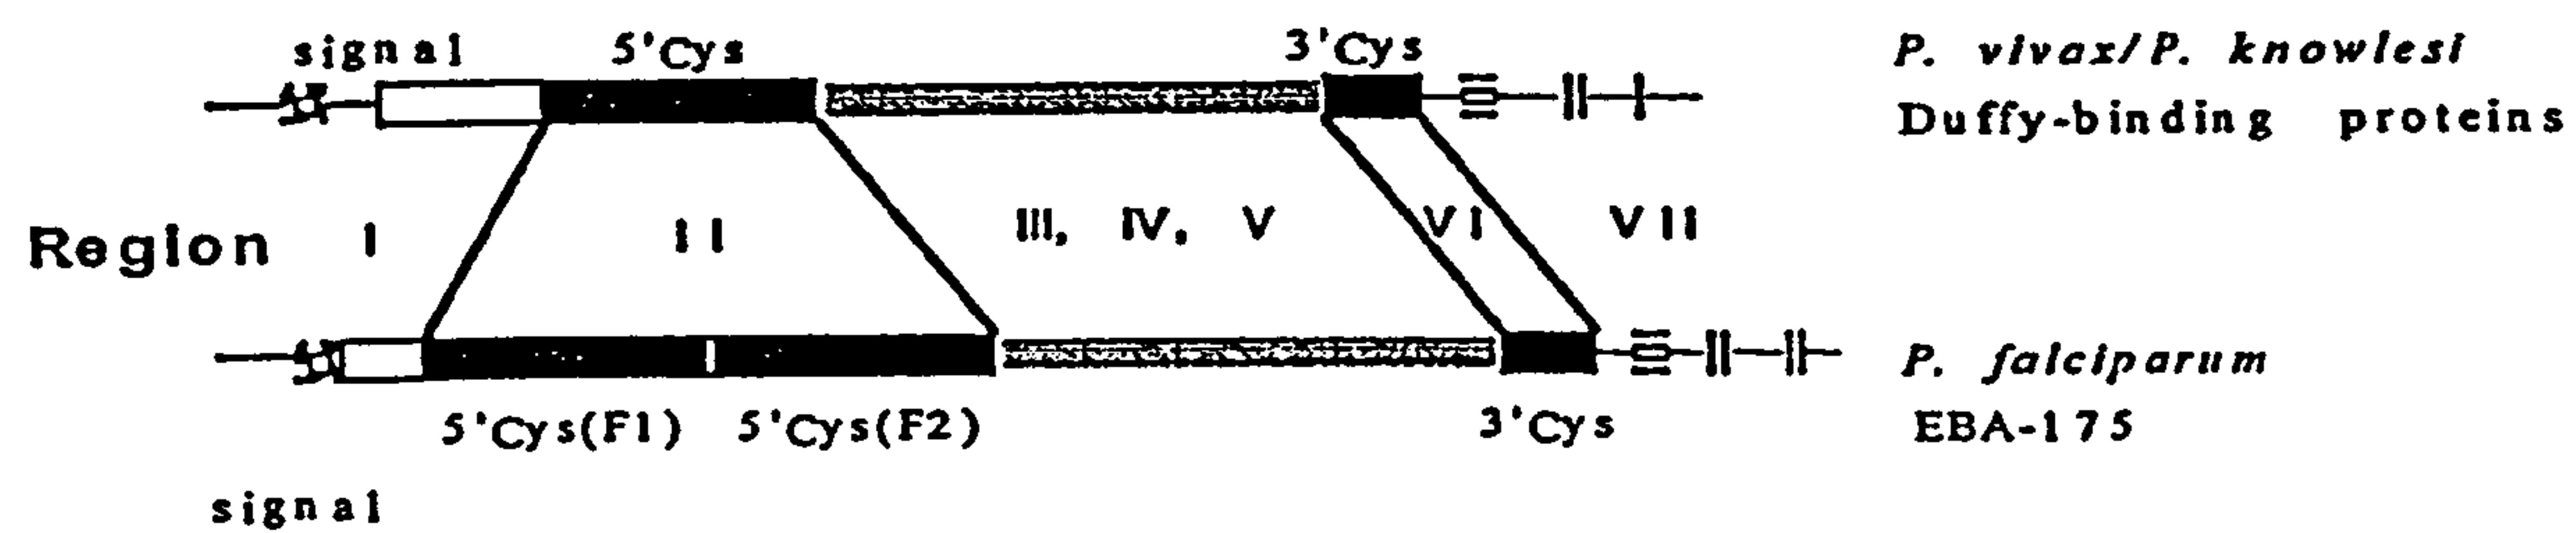 signal 5'Cys 3'Cys P. vivax/P. knowlesi
Duffy-binding proteins
Region I II III, IV, V VI VII
P. falciparum
5'Cys(F1) 5'Cys(F2) 3'Cys EBA-175
signal